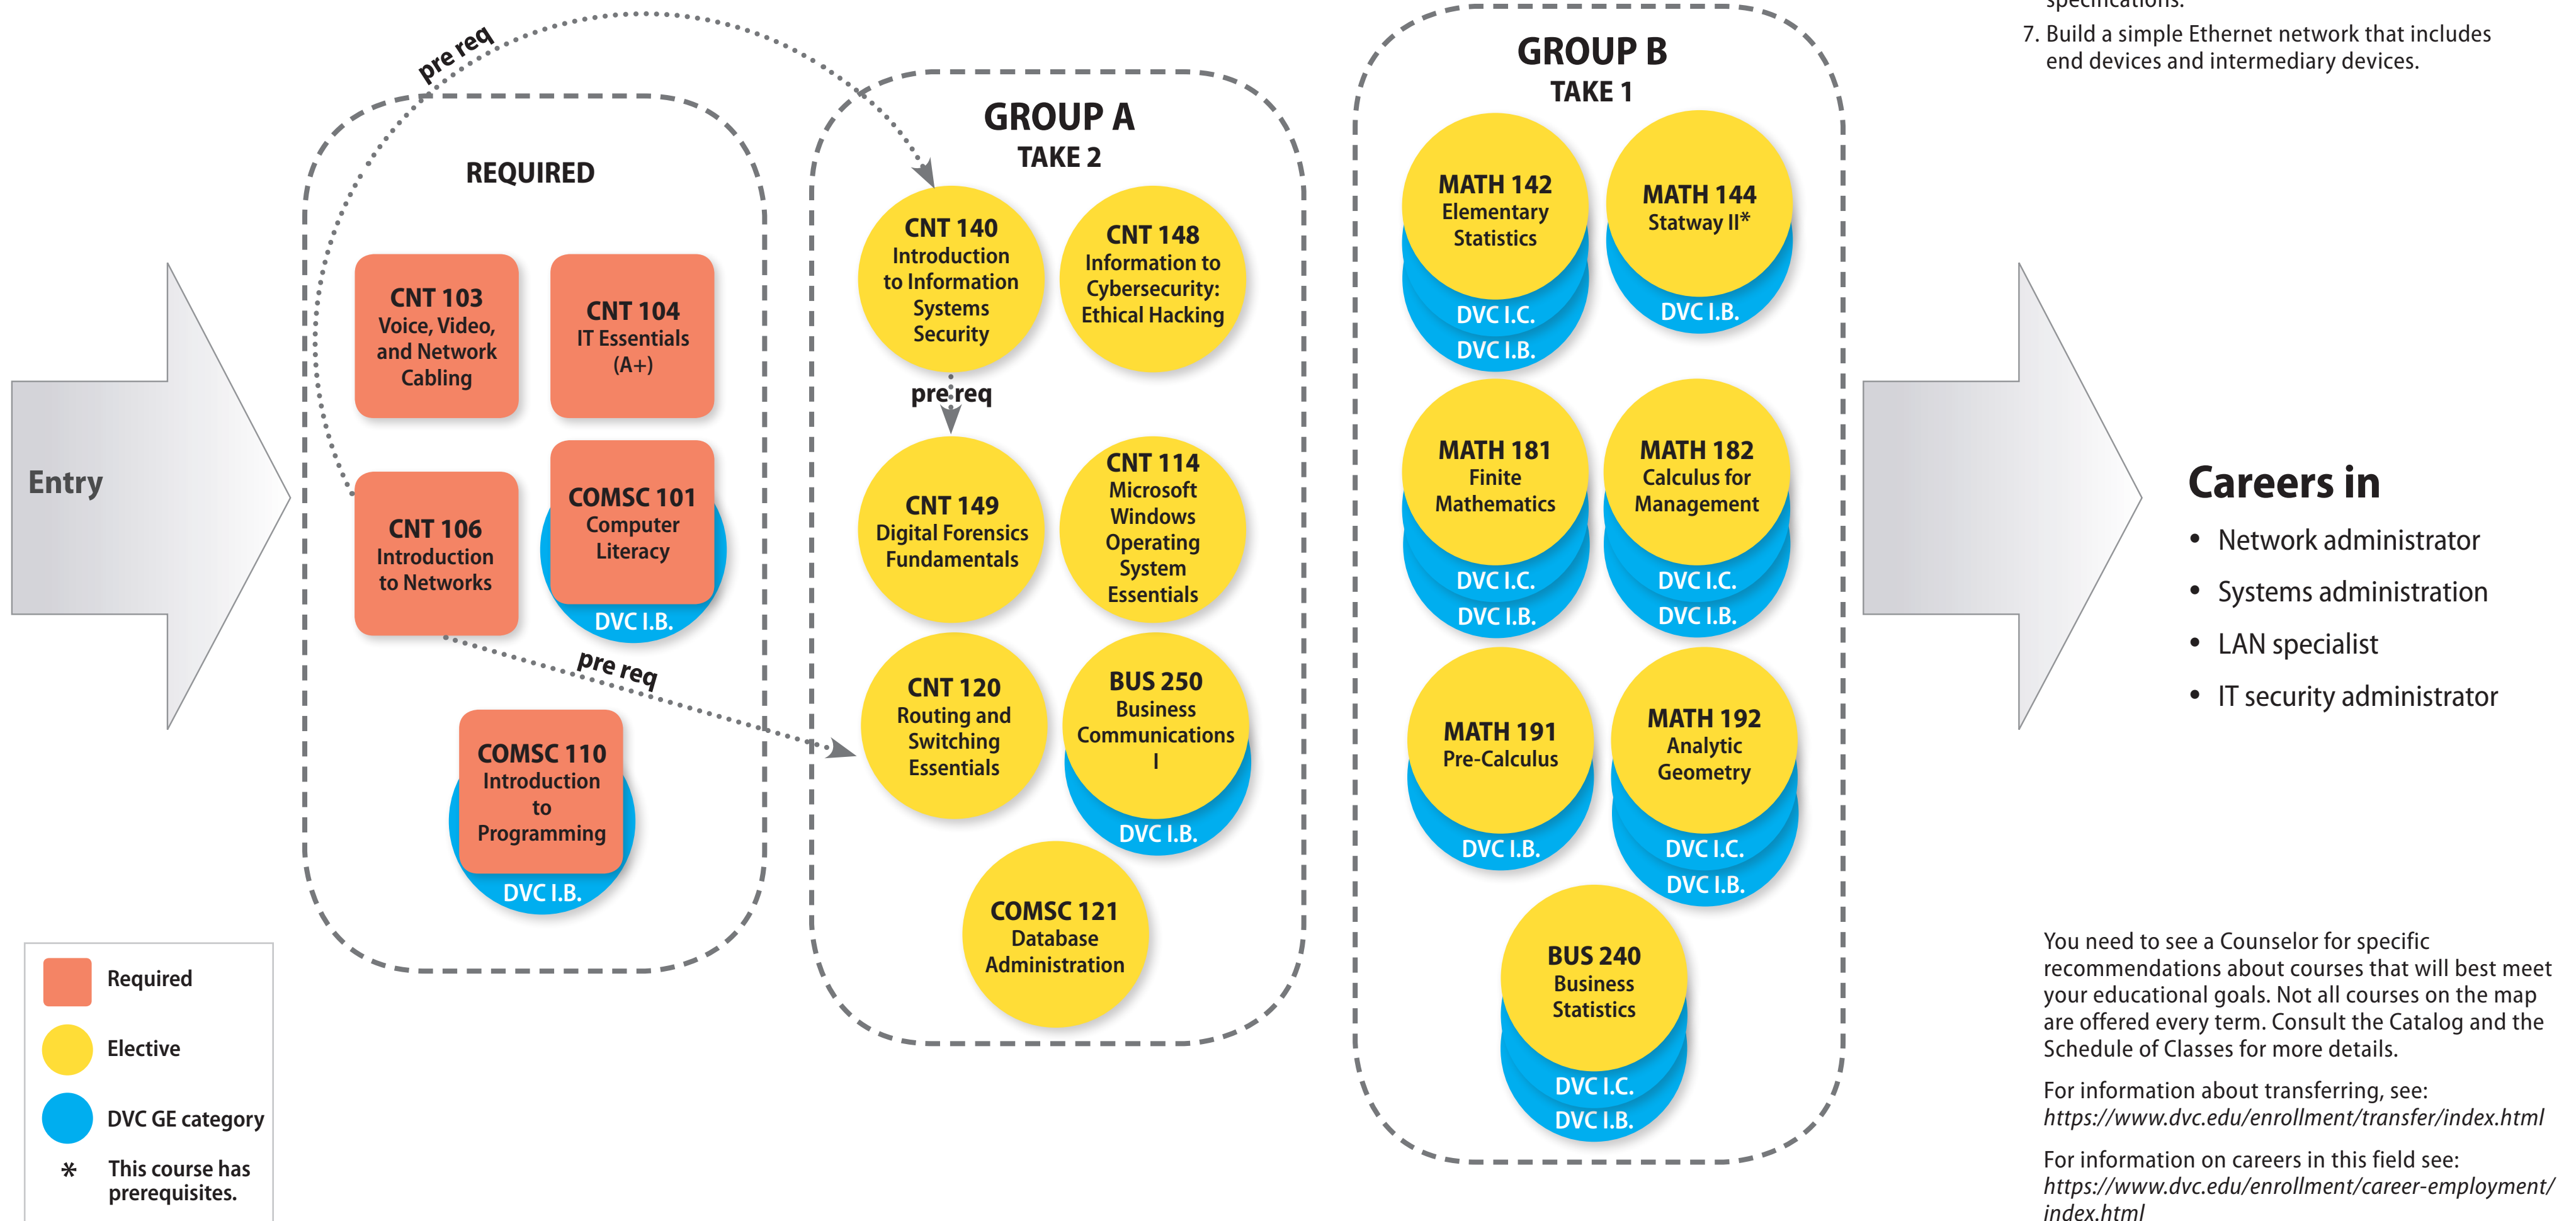 specifications.
7. Build a simple Ethernet network that includes
end devices and intermediary devices.
pre req
Entry
REQUIRED
CNT 103
Voice, Video,
and Network
Cabling
CNT 104
IT Essentials
(A+)
CNT 106
Introduction
to Networks
COMSC 101
Computer
Literacy
DVC I.B.
pre req
COMSC 110
Introduction
to
Programming
DVC I.B.
GROUP A
TAKE 2
CNT 140
Introduction
to Information
Systems
Security
CNT 148
Information to
Cybersecurity:
Ethical Hacking
pre req
CNT 149
Digital Forensics
Fundamentals
CNT 114
Microsoft
Windows
Operating
System
Essentials
CNT 120
Routing and
Switching
Essentials
BUS 250
Business
Communications
I
DVC I.B.
COMSC 121
Database
Administration
GROUP B
TAKE 1
MATH 142
Elementary
Statistics
DVC I.C.
DVC I.B.
MATH 144
Statway II*
DVC I.B.
MATH 181
Finite
Mathematics
DVC I.C.
DVC I.B.
MATH 182
Calculus for
Management
DVC I.C.
DVC I.B.
MATH 191
Pre-Calculus
DVC I.B.
MATH 192
Analytic
Geometry
DVC I.C.
DVC I.B.
BUS 240
Business
Statistics
DVC I.C.
DVC I.B.
Careers in
• Network administrator
• Systems administration
• LAN specialist
• IT security administrator
Required
Elective
DVC GE category
* This course has
prerequisites.
You need to see a Counselor for specific
recommendations about courses that will best meet
your educational goals. Not all courses on the map
are offered every term. Consult the Catalog and the
Schedule of Classes for more details.
For information about transferring, see:
https://www.dvc.edu/enrollment/transfer/index.html
For information on careers in this field see:
https://www.dvc.edu/enrollment/career-employment/
index.html